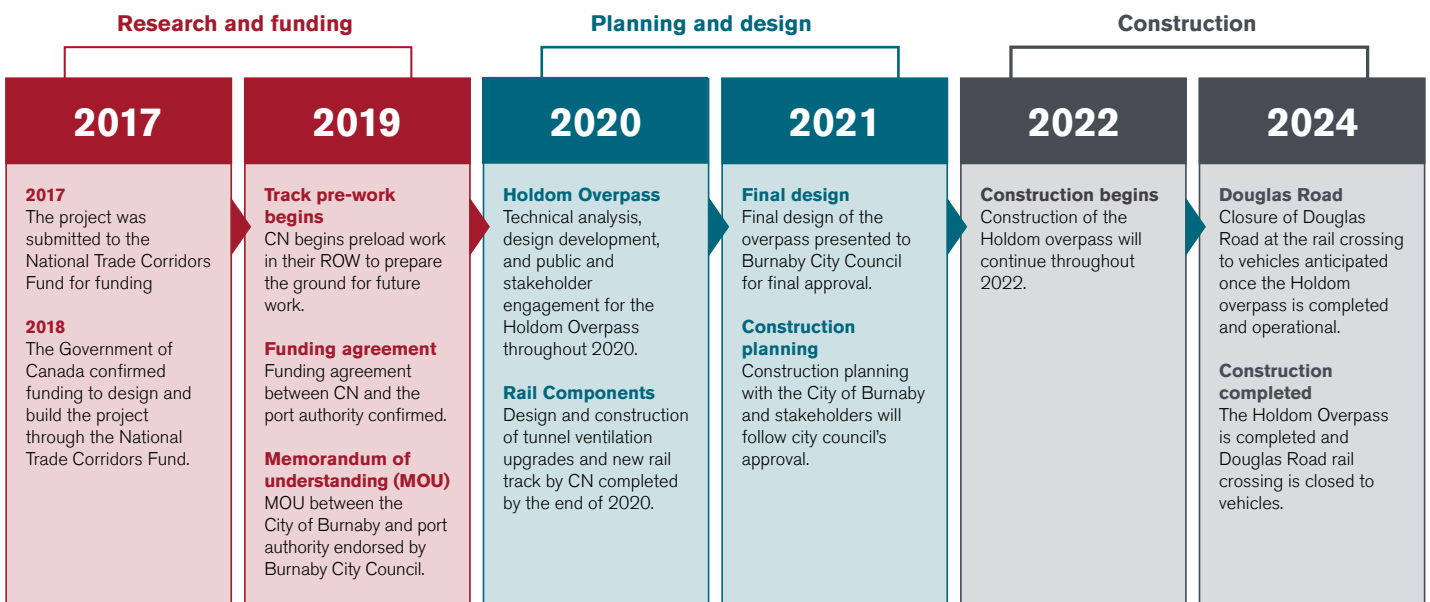 Research and funding
Planning and design
Construction
2017
2017
The project was
submitted to the
National Trade Corridors
Fund for funding
2018
The Government of
Canada confirmed
funding to design and
build the project
through the National
Trade Corridors Fund.
2019
Track pre-work
begins
CN begins preload work
in their ROW to prepare
the ground for future
work.
Funding agreement
Funding agreement
between CN and the
port authority confirmed.
Memorandum of
understanding (MOU)
MOU between the
City of Burnaby and port
authority endorsed by
Burnaby City Council.
2020
Holdom Overpass
Technical analysis,
design development,
and public and
stakeholder
engagement for the
Holdom Overpass
throughout 2020.
Rail Components
Design and construction
of tunnel ventilation
upgrades and new rail
track by CN completed
by the end of 2020.
2021
Final design
Final design of the
overpass presented to
Burnaby City Council
for final approval.
Construction
planning
Construction planning
with the City of Burnaby
and stakeholders will
follow city council’s
approval.
2022
Construction begins
Construction of the
Holdom overpass will
continue throughout
2022.
2024
Douglas Road
Closure of Douglas
Road at the rail crossing
to vehicles anticipated
once the Holdom
overpass is completed
and operational.
Construction
completed
The Holdom Overpass
is completed and
Douglas Road rail
crossing is closed to
vehicles.